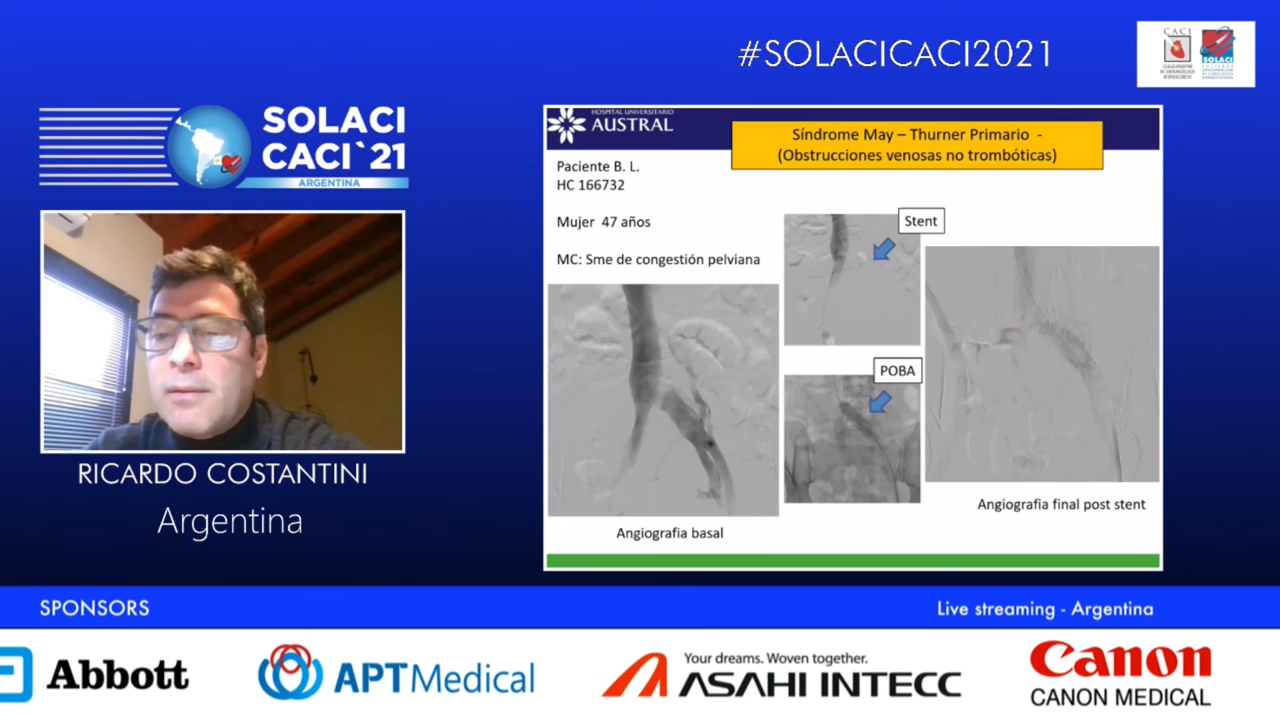 #SOLACICACI2021
CACI
SOLACI
SOLACI
CACI`21
ARGENTINA
HOSPITAL UNIVERSITARIO
AUSTRAL
Síndrome May – Thurner Primario -
(Obstrucciones venosas no trombóticas)
Paciente B. L.
HC 166732
Mujer 47 años
MC: Sme de congestión pelviana
Stent
POBA
Angiografia basal
Angiografia final post stent
RICARDO COSTANTINI
Argentina
SPONSORS
Live streaming - Argentina
Abbott
APTMedical
Your dreams. Woven together.
ASAHI INTECC
Canon
CANON MEDICAL